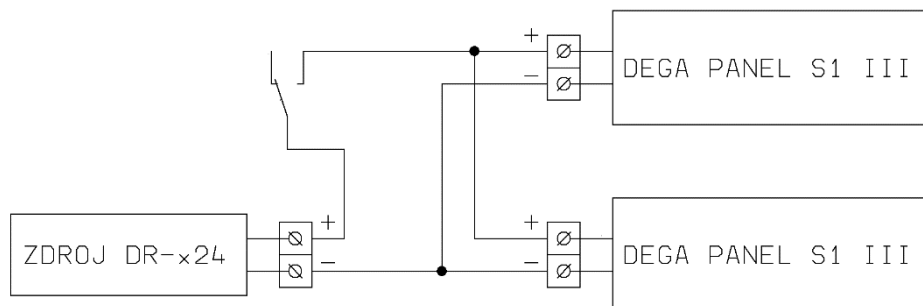 +
DEGA PANEL S1 III
−
+
+
ZDROJ DR-x24
−
−
DEGA PANEL S1 III